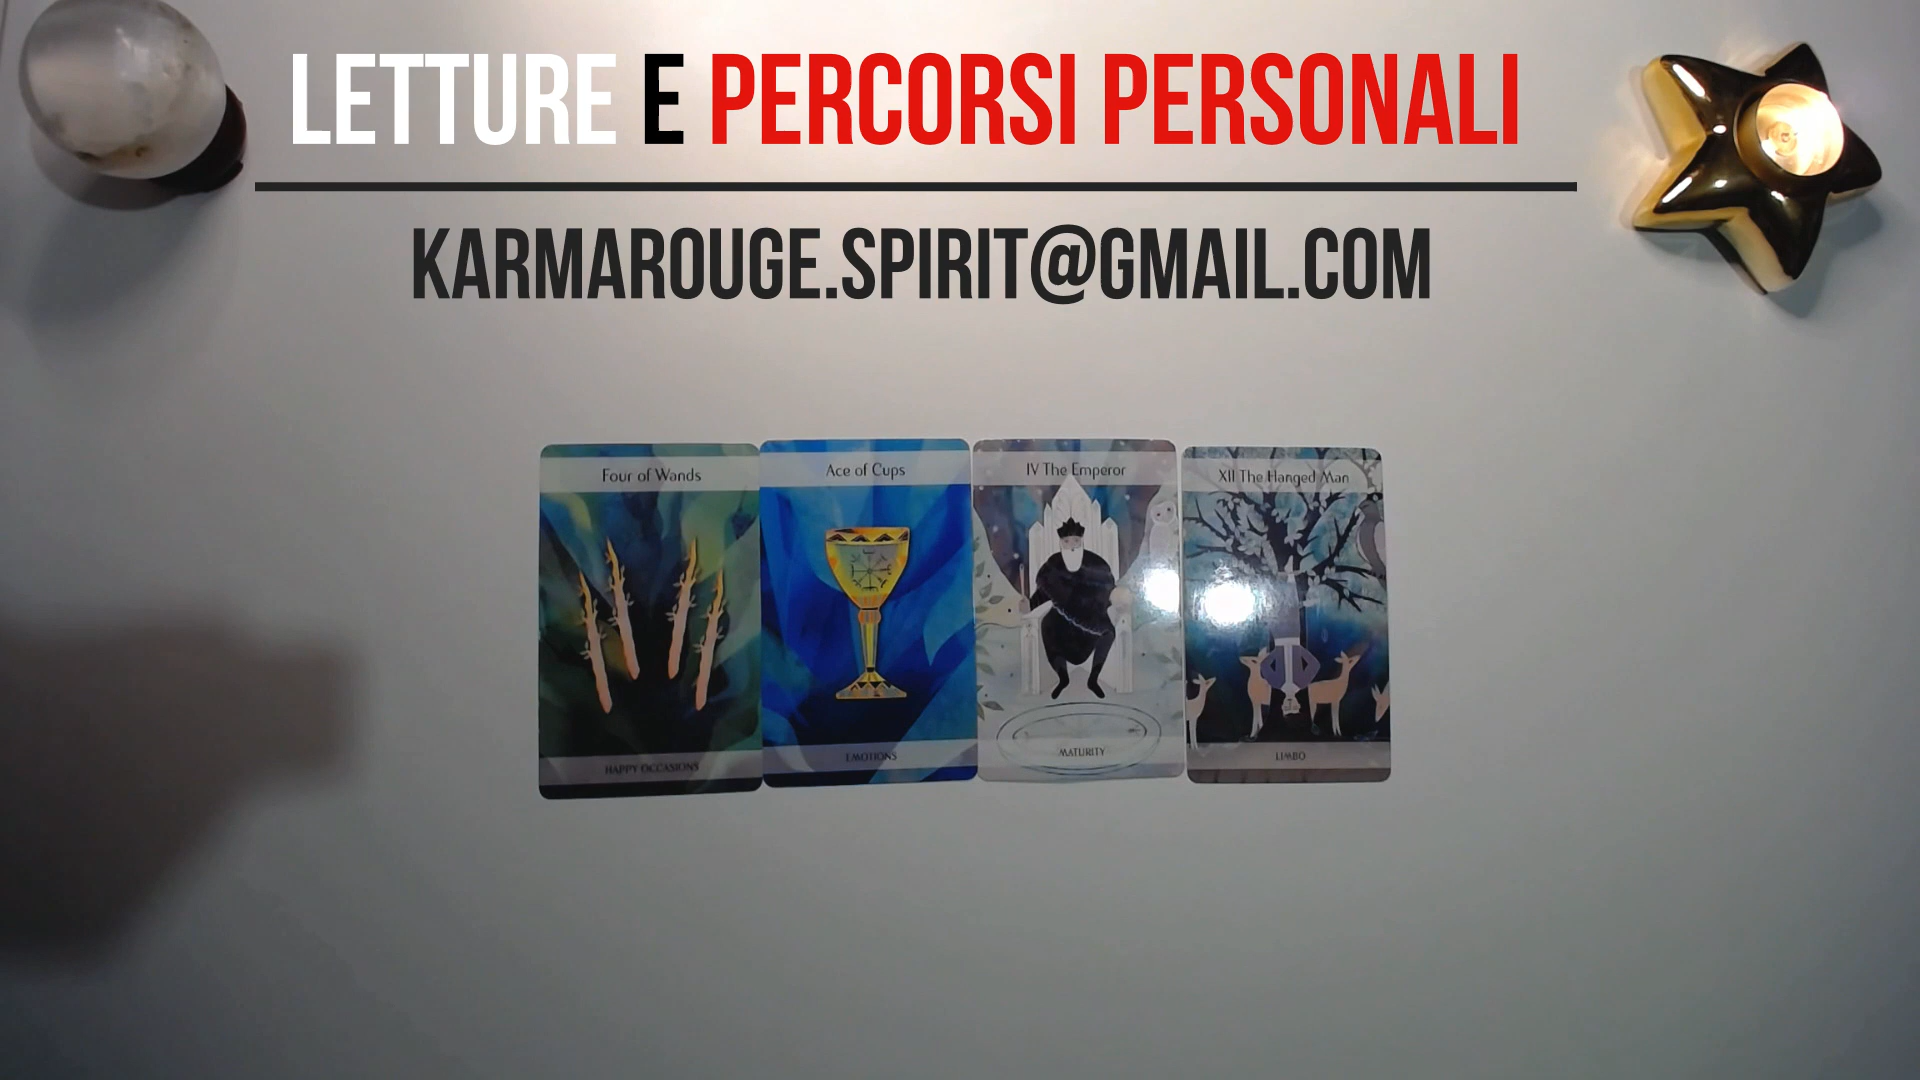 LETTURE E PERCORSI PERSONALI
KARMAROUGE.SPIRIT@GMAIL.COM
Four of Wands
Ace of Cups
IV The Emperor
XII The Hanged Man
HAPPY OCCASIONS
EMOTIONS
MATURITY
LIMBO